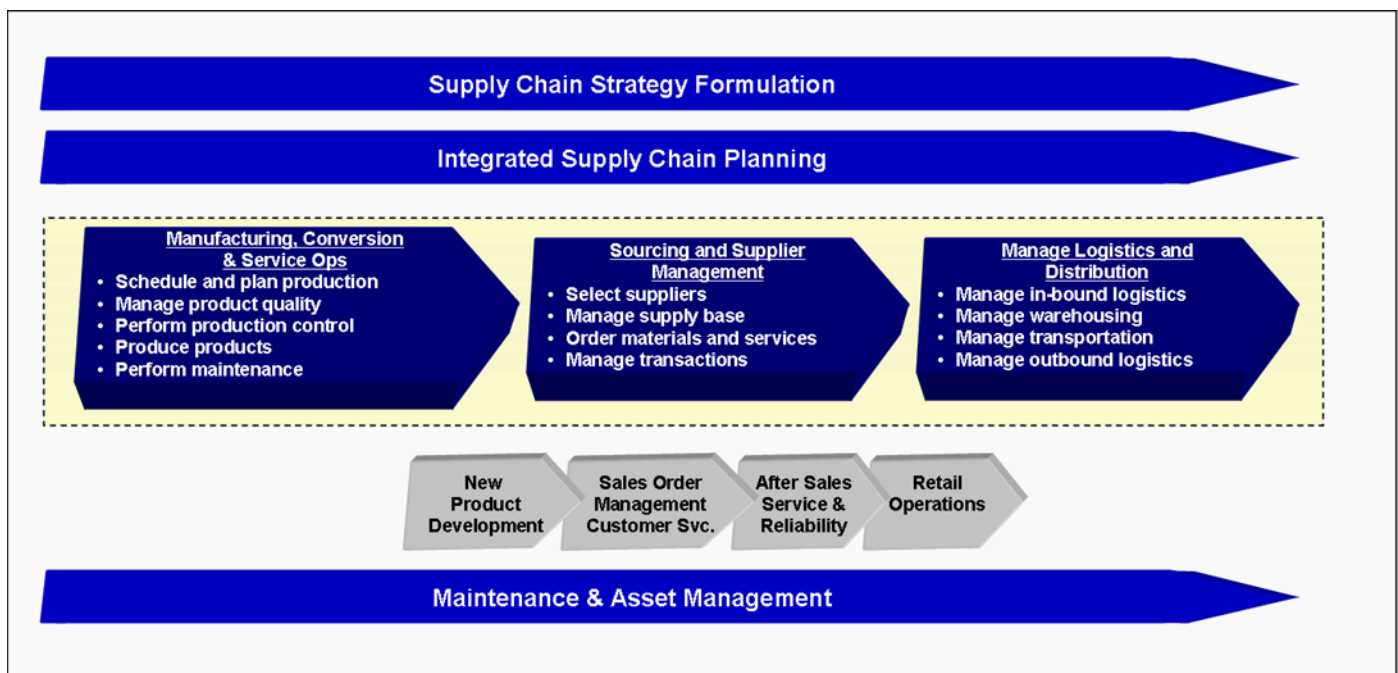 Supply Chain Strategy Formulation
Integrated Supply Chain Planning
Manufacturing, Conversion
& Service Ops
• Schedule and plan production
• Manage product quality
• Perform production control
• Produce products
• Perform maintenance
Sourcing and Supplier
Management
• Select suppliers
• Manage supply base
• Order materials and services
• Manage transactions
Manage Logistics and
Distribution
• Manage in-bound logistics
• Manage warehousing
• Manage transportation
• Manage outbound logistics
New
Product
Development
Sales Order
Management
Customer Svc.
After Sales
Service &
Reliability
Retail
Operations
Maintenance & Asset Management